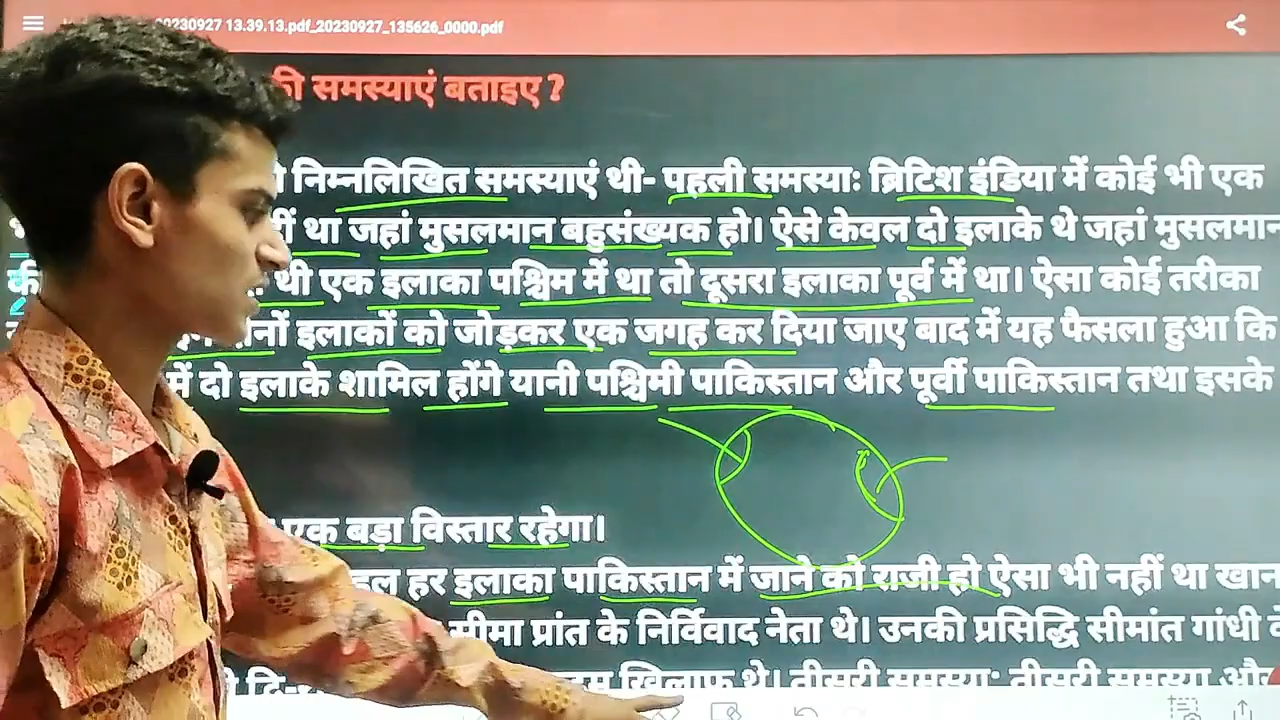 20230927 13.39.13.pdf_20230927_135626_0000.pdf
की समस्याएं बताइए ?
निम्नलिखित समस्याएं थी- पहली समस्याः ब्रिटिश इंडिया में कोई भी एक
था जहां मुसलमान बहुसंख्यक हो। ऐसे केवल दो इलाके थे जहां मुसलमान
थी एक इलाका पश्चिम में था तो दूसरा इलाका पूर्व में था। ऐसा कोई तरीका
इलाकों को जोड़कर एक जगह कर दिया जाए बाद में यह फैसला हुआ कि
में दो इलाके शामिल होंगे यानी पश्चिमी पाकिस्तान और पूर्वी पाकिस्तान तथा इसके
एक बड़ा विस्तार रहेगा।
हर इलाका पाकिस्तान में जाने को राजी हो ऐसा भी नहीं था खान
सीमा प्रांत के निर्विवाद नेता थे। उनकी प्रसिद्धि सीमांत गांधी के
खिलाफ थे। तीसरी समस्याः तीसरी समस्या और